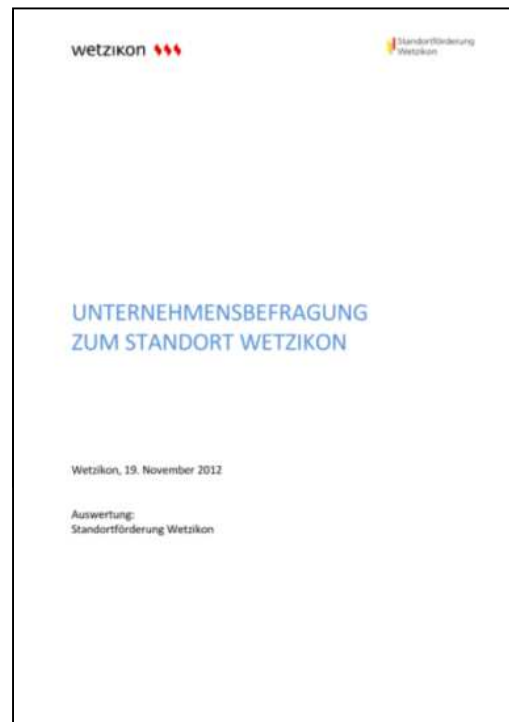 wetzikon
Standortförderung
Wetzikon
UNTERNEHMENSBEFRAGUNG
ZUM STANDORT WETZIKON
Wetzikon, 19. November 2012
Auswertung:
Standortförderung Wetzikon